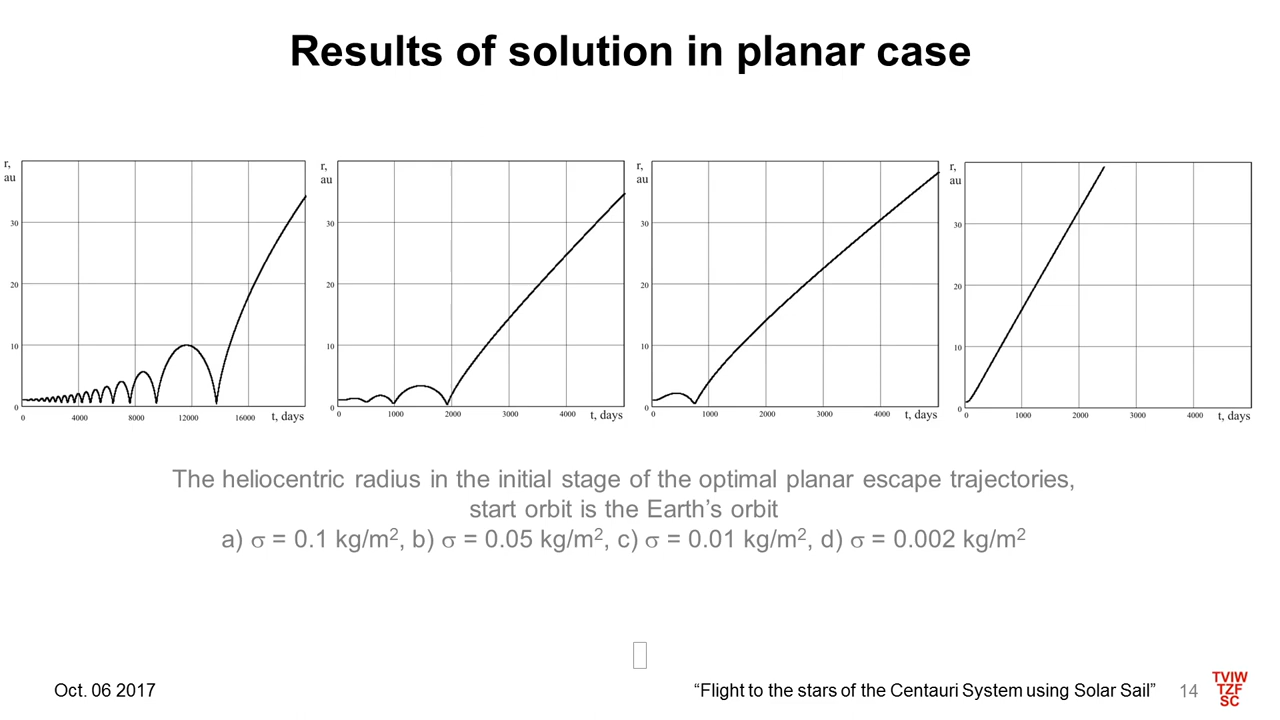 Results of solution in planar case
r,
au
30
20
10
0
0 4000 8000 12000 16000 t, days
r,
au
30
20
10
0
0 1000 2000 3000 4000 t, days
r,
au
30
20
10
0
0 1000 2000 3000 4000 t, days
r,
au
30
20
10
0
0 1000 2000 3000 4000 t, days
The heliocentric radius in the initial stage of the optimal planar escape trajectories,
start orbit is the Earth’s orbit
a) σ = 0.1 kg/m², b) σ = 0.05 kg/m², c) σ = 0.01 kg/m², d) σ = 0.002 kg/m²
Oct. 06 2017
“Flight to the stars of the Centauri System using Solar Sail”
14
TVIW
TZF
SC